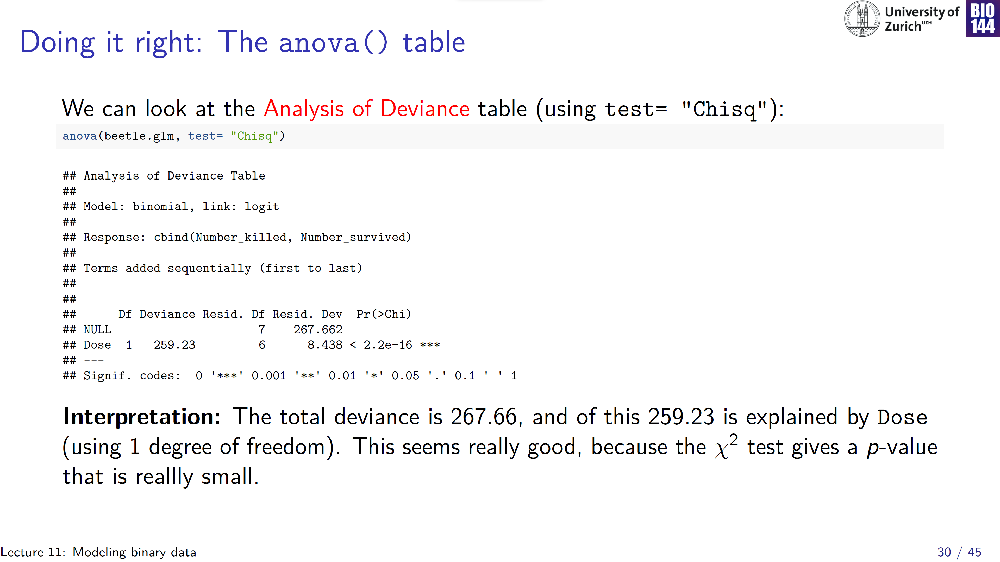 University of
Zurich UZH
BIO
144
Doing it right: The anova() table
We can look at the Analysis of Deviance table (using test= "Chisq"):
anova(beetle.glm, test= "Chisq")
## Analysis of Deviance Table
##
## Model: binomial, link: logit
##
## Response: cbind(Number_killed, Number_survived)
##
## Terms added sequentially (first to last)
##
##
##      Df Deviance Resid. Df Resid. Dev  Pr(>Chi)
## NULL                     7    267.662
## Dose  1   259.23         6      8.438 < 2.2e-16 ***
## ---
## Signif. codes:  0 '***' 0.001 '**' 0.01 '*' 0.05 '.' 0.1 ' ' 1
Interpretation: The total deviance is 267.66, and of this 259.23 is explained by Dose
(using 1 degree of freedom). This seems really good, because the χ² test gives a p-value
that is reallly small.
Lecture 11: Modeling binary data
30 / 45